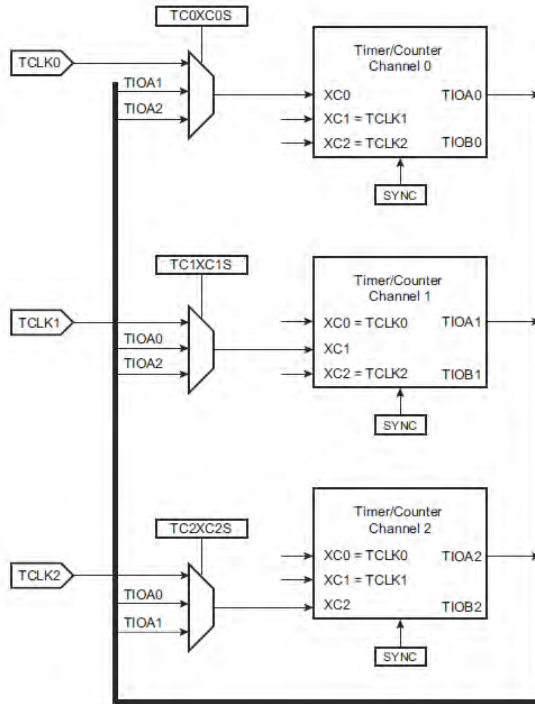 TC0XC0S
TCLK0
TIOA1
TIOA2
Timer/Counter
Channel 0
XC0
TIOA0
XC1 = TCLK1
XC2 = TCLK2
TIOB0
SYNC
TC1XC1S
TCLK1
TIOA0
TIOA2
Timer/Counter
Channel 1
XC0 = TCLK0
TIOA1
XC1
XC2 = TCLK2
TIOB1
SYNC
TC2XC2S
TCLK2
TIOA0
TIOA1
Timer/Counter
Channel 2
XC0 = TCLK0
TIOA2
XC1 = TCLK1
XC2
TIOB2
SYNC